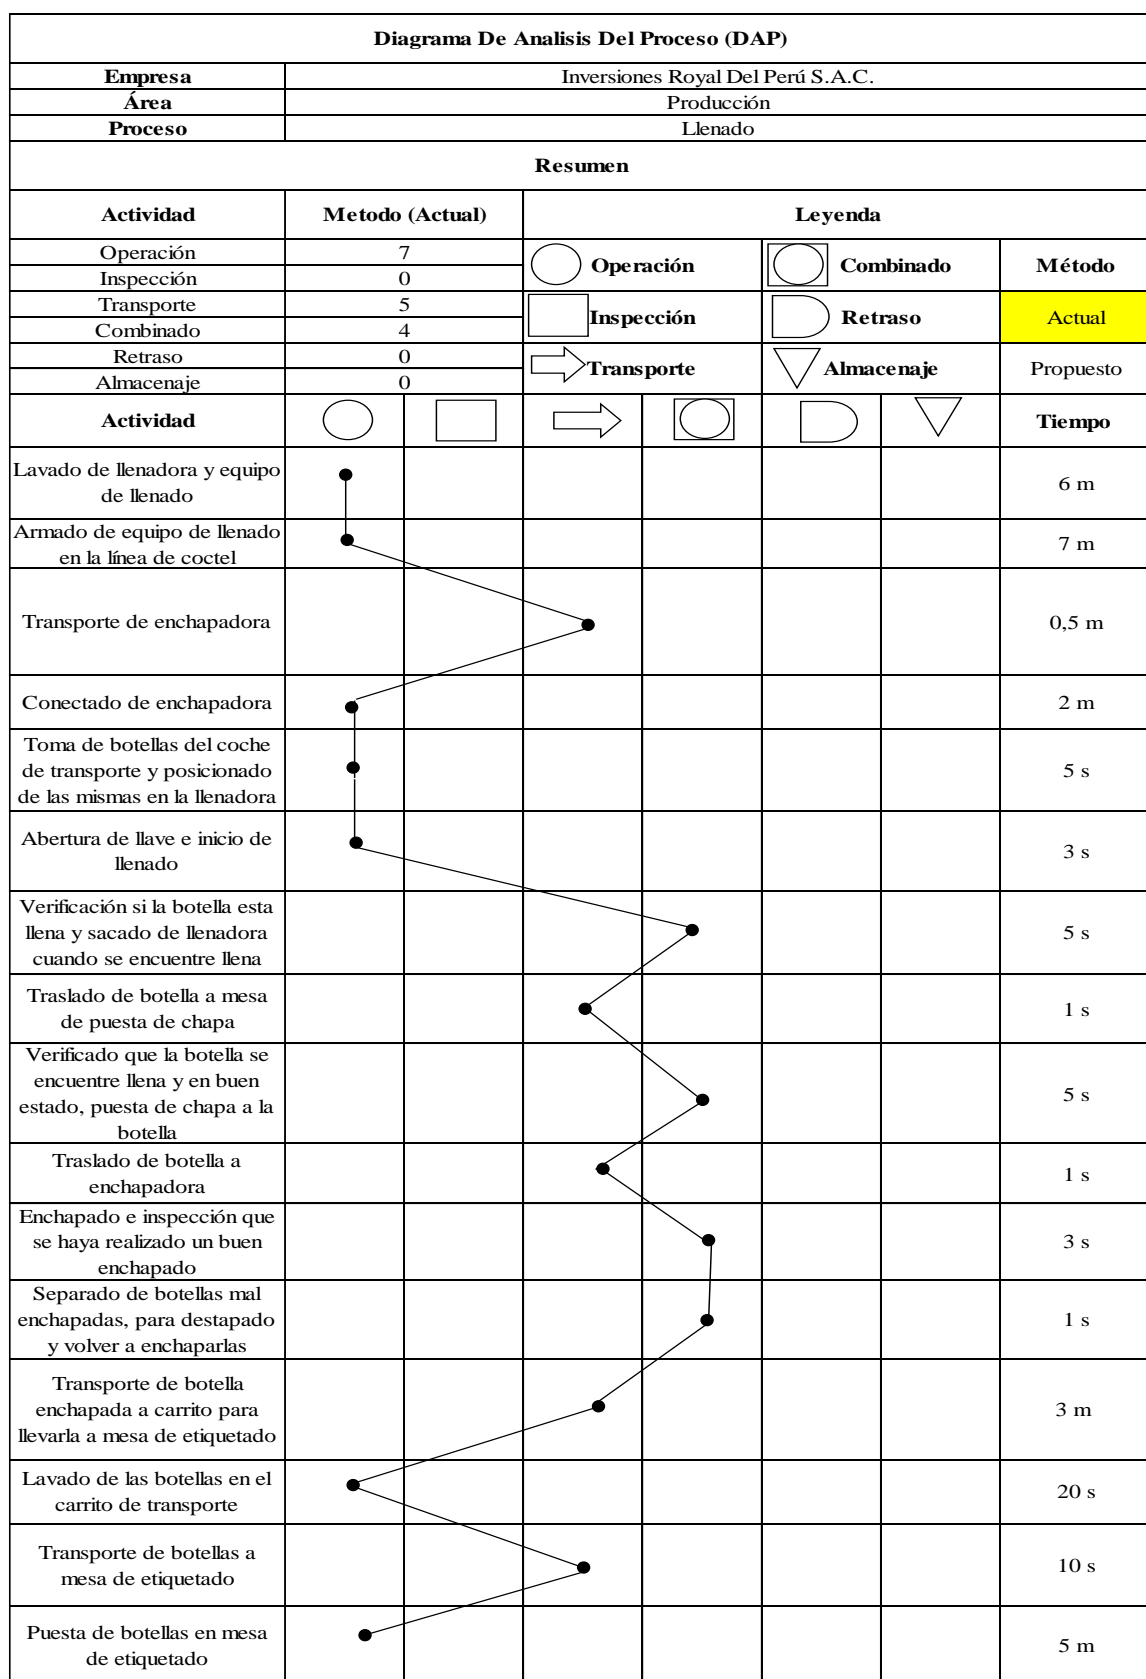 Diagrama De Analisis Del Proceso (DAP)
Empresa
Inversiones Royal Del Perú S.A.C.
Área
Producción
Proceso
Llenado
Resumen
Actividad
Metodo (Actual)
Leyenda
Operación
7
Inspección
0
Transporte
5
Combinado
4
Retraso
0
Almacenaje
0
Operación
Combinado
Método
Inspección
Retraso
Actual
Transporte
Almacenaje
Propuesto
Actividad
Tiempo
Lavado de llenadora y equipo
de llenado
6 m
Armado de equipo de llenado
en la línea de coctel
7 m
Transporte de enchapadora
0,5 m
Conectado de enchapadora
2 m
Toma de botellas del coche
de transporte y posicionado
de las mismas en la llenadora
5 s
Abertura de llave e inicio de
llenado
3 s
Verificación si la botella esta
llena y sacado de llenadora
cuando se encuentre llena
5 s
Traslado de botella a mesa
de puesta de chapa
1 s
Verificado que la botella se
encuentre llena y en buen
estado, puesta de chapa a la
botella
5 s
Traslado de botella a
enchapadora
1 s
Enchapado e inspección que
se haya realizado un buen
enchapado
3 s
Separado de botellas mal
enchapadas, para destapado
y volver a enchaparlas
1 s
Transporte de botella
enchapada a carrito para
llevarla a mesa de etiquetado
3 m
Lavado de las botellas en el
carrito de transporte
20 s
Transporte de botellas a
mesa de etiquetado
10 s
Puesta de botellas en mesa
de etiquetado
5 m